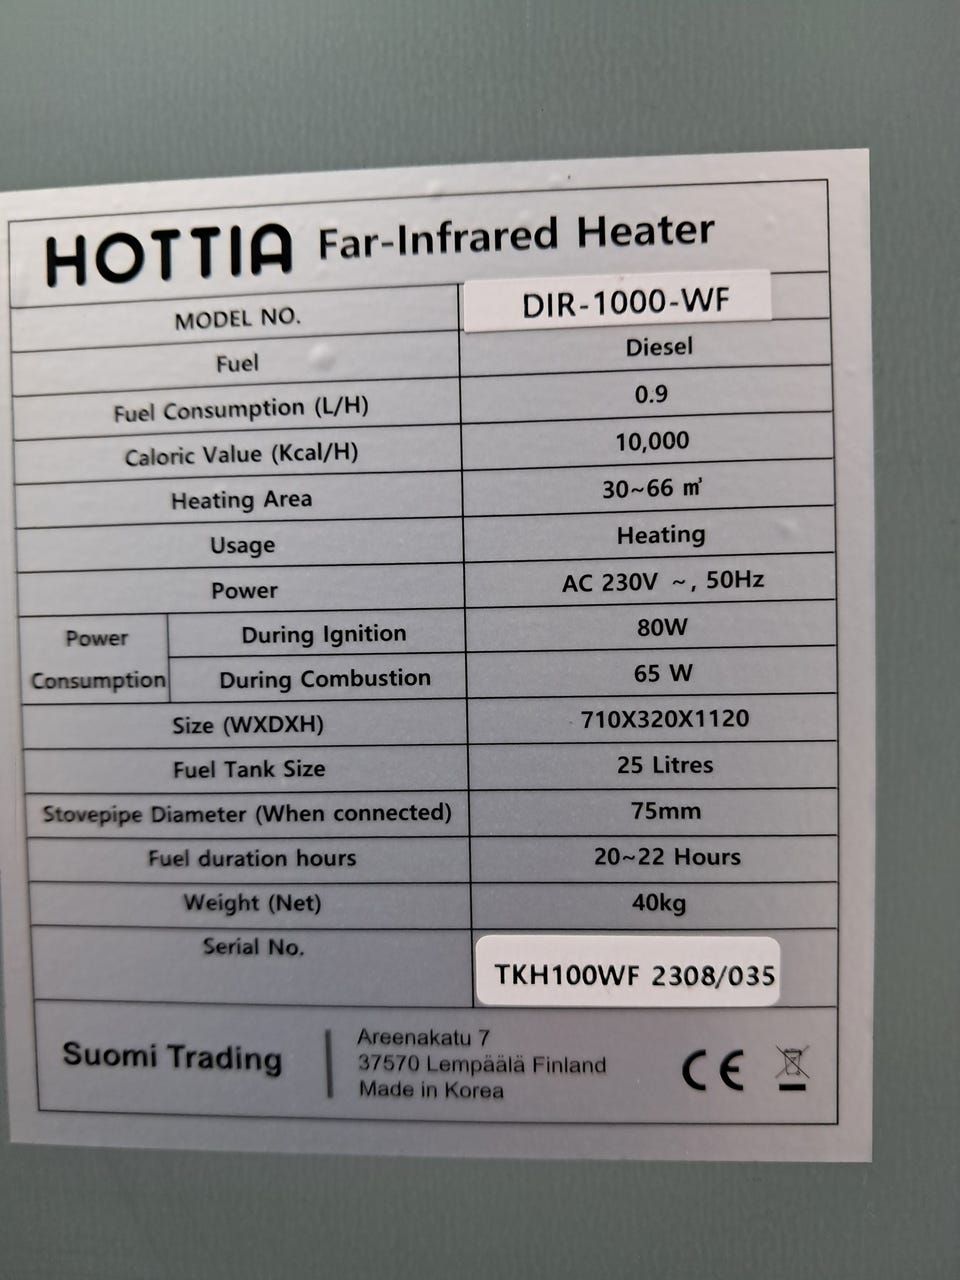 HOTTIA Far-Infrared Heater
MODEL NO. DIR-1000-WF
Fuel Diesel
Fuel Consumption (L/H) 0.9
Caloric Value (Kcal/H) 10,000
Heating Area 30~66 ㎡
Usage Heating
Power AC 230V ~, 50Hz
Power Consumption During Ignition 80W
During Combustion 65 W
Size (WXDXH) 710X320X1120
Fuel Tank Size 25 Litres
Stovepipe Diameter (When connected) 75mm
Fuel duration hours 20~22 Hours
Weight (Net) 40kg
Serial No. TKH100WF 2308/035
Suomi Trading
Areenakatu 7
37570 Lempäälä Finland
Made in Korea
CE